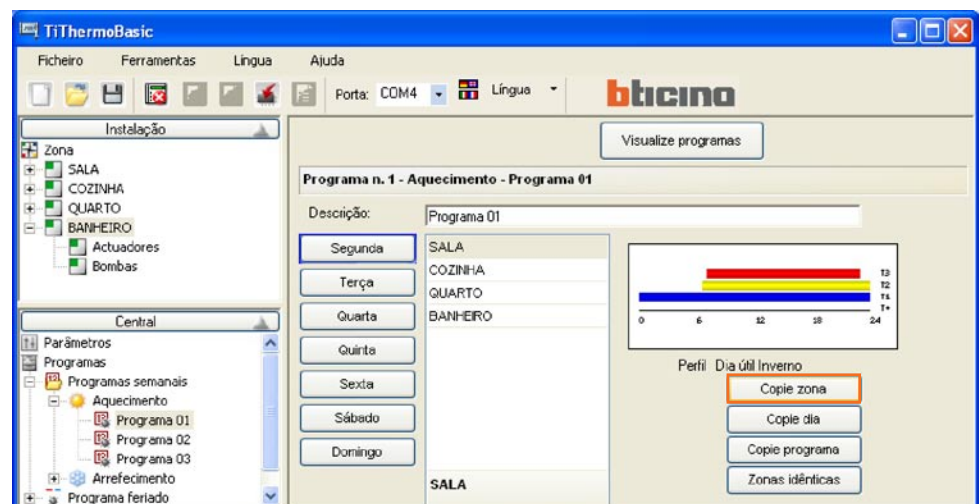 TiThermoBasic
Ficheiro Ferramentas Língua Ajuda
Porta: COM4 Língua bticino
Instalação
Zona
SALA
COZINHA
QUARTO
BANHEIRO
Actuadores
Bombas
Central
Parâmetros
Programas
Programas semanais
Aquecimento
Programa 01
Programa 02
Programa 03
Arrefecimento
Programa feriado
Visualize programas
Programa n. 1 - Aquecimento - Programa 01
Descrição: Programa 01
Segunda
Terça
Quarta
Quinta
Sexta
Sábado
Domingo
SALA
COZINHA
QUARTO
BANHEIRO
SALA
T3
T2
T1
T+
0 6 12 18 24
Perfil Dia útil Inverno
Copie zona
Copie dia
Copie programa
Zonas idênticas